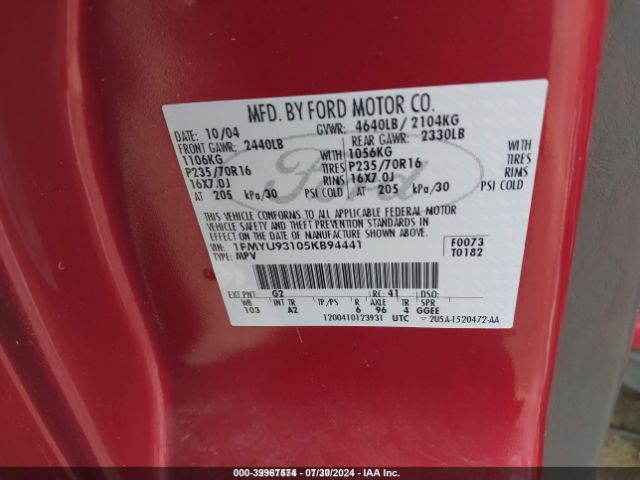 MFD. BY FORD MOTOR CO.
DATE: 10/04 GVWR: 4640LB/ 2104KG
FRONT GAWR: 2440LB REAR GAWR: 2330LB
1106KG WITH 1056KG WITH
P235/70R16 TIRES P235/70R16 TIRES
16X7.0J RIMS 16X7.0J RIMS
AT 205 kPa/30 PSI COLD AT 205 kPa/30 PSI COLD
Ford
THIS VEHICLE CONFORMS TO ALL APPLICABLE FEDERAL MOTOR
VEHICLE SAFETY AND THEFT PREVENTION STANDARDS IN
EFFECT ON THE DATE OF MANUFACTURE SHOWN ABOVE.
VIN: 1FMYU93105KB94441 F0073
TYPE: MPV T0182
EXT PNT: G2 RC: 41 DSO:
WB INT TR TP/PS R AXLE TR SPR
103 A2 6 96 4 GGEE
1200410123931 UTC 2U5A-1520472-AA
07/30/2024 - IAA Inc.